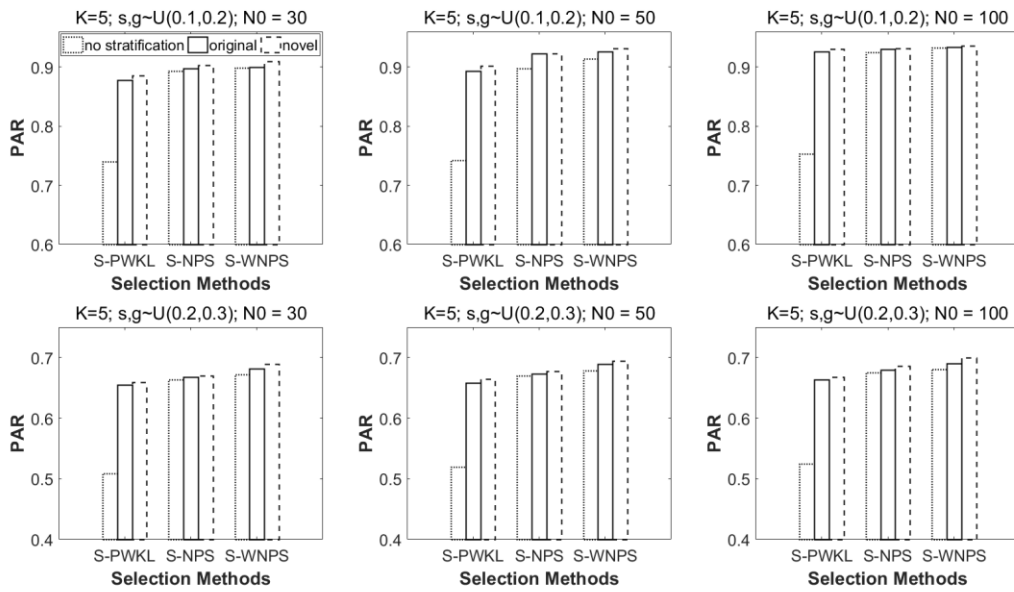 K=5; s,g~U(0.1,0.2); N0 = 30
no stratification original novel
0.9
0.8
0.7
0.6
PAR
S-PWKL S-NPS S-WNPS
Selection Methods
K=5; s,g~U(0.1,0.2); N0 = 50
0.9
0.8
0.7
0.6
PAR
S-PWKL S-NPS S-WNPS
Selection Methods
K=5; s,g~U(0.1,0.2); N0 = 100
0.9
0.8
0.7
0.6
PAR
S-PWKL S-NPS S-WNPS
Selection Methods
K=5; s,g~U(0.2,0.3); N0 = 30
0.7
0.6
0.5
0.4
PAR
S-PWKL S-NPS S-WNPS
Selection Methods
K=5; s,g~U(0.2,0.3); N0 = 50
0.7
0.6
0.5
0.4
PAR
S-PWKL S-NPS S-WNPS
Selection Methods
K=5; s,g~U(0.2,0.3); N0 = 100
0.7
0.6
0.5
0.4
PAR
S-PWKL S-NPS S-WNPS
Selection Methods